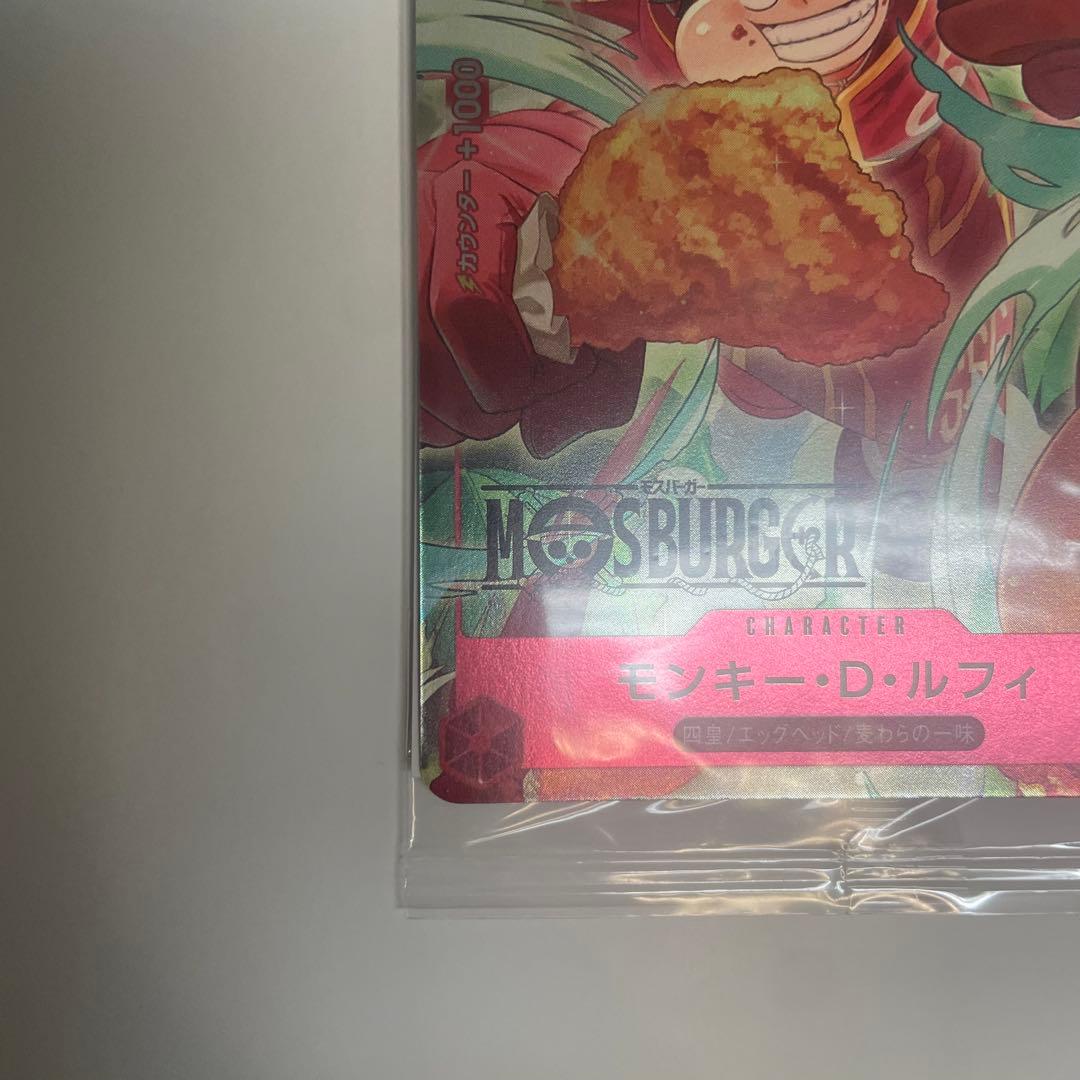 カウンター+1000
モスバーガー
MOSBURGER
CHARACTER
モンキー・D・ルフィ
四皇/エッグヘッド/麦わらの一味